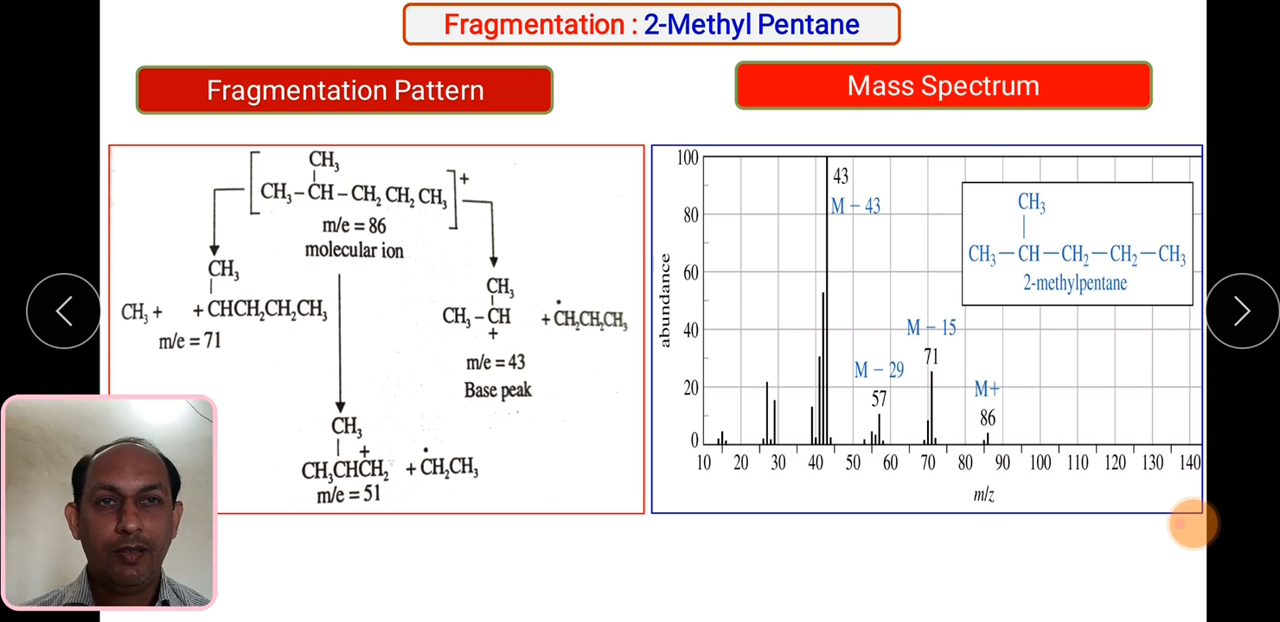 Fragmentation : 2-Methyl Pentane
Fragmentation Pattern
Mass Spectrum
CH₃
CH₃ – CH – CH₂ CH₂ CH₃
+
m/e = 86
molecular ion
CH₃
CH₃ + + CHCH₂CH₂CH₃
m/e = 71
CH₃
CH₃ – CH + ĊH₂CH₂CH₃
+
m/e = 43
Base peak
CH₃
+
CH₃CHCH₂ + ĊH₂CH₃
m/e = 51
abundance
100
80
60
40
20
0
43
M – 43
M – 29
57
M – 15
71
M+
86
CH₃
CH₃ — CH — CH₂ — CH₂ — CH₃
2-methylpentane
10 20 30 40 50 60 70 80 90 100 110 120 130 140
m/z